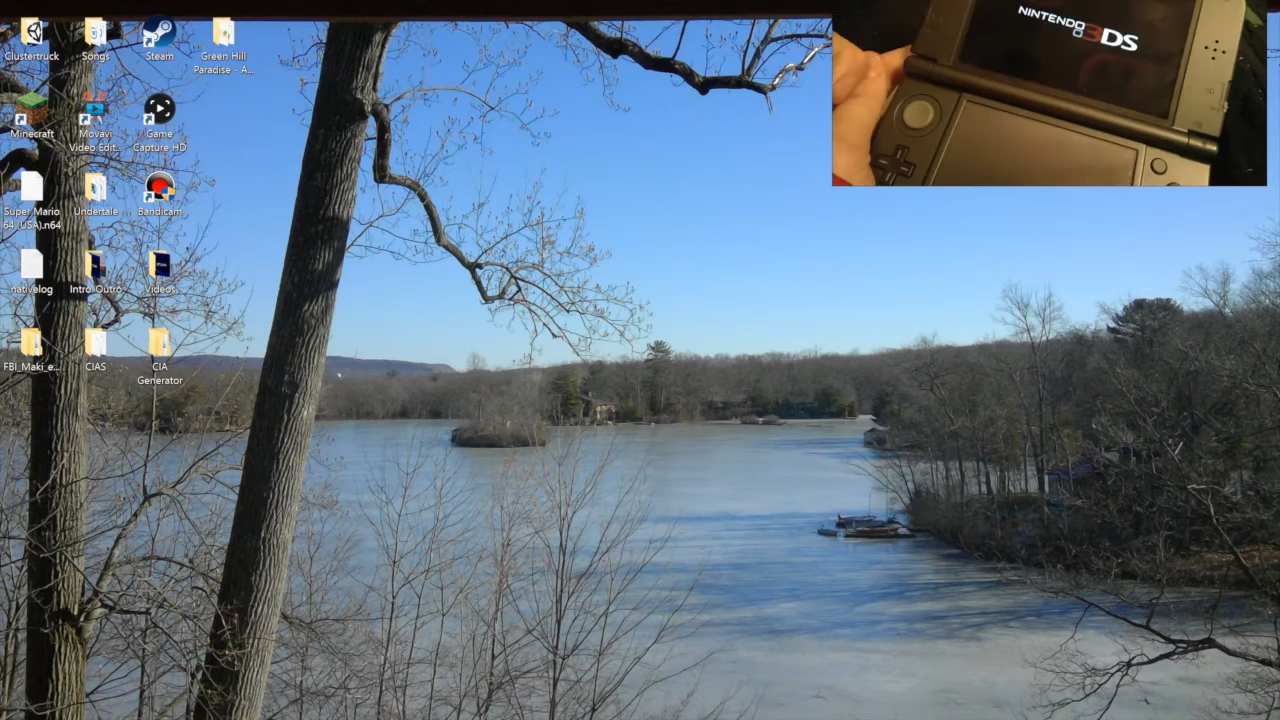 Clustertruck
Songs
Steam
Green Hill
Paradise - A...
Minecraft
Movavi
Video Edit...
Game
Capture HD
Super Mario
64 (USA).n64
Undertale
Bandicam
nativelog
Intro-Outro
Videos
FBI_Maki_e...
CIAS
CIA
Generator
NINTENDO
3DS